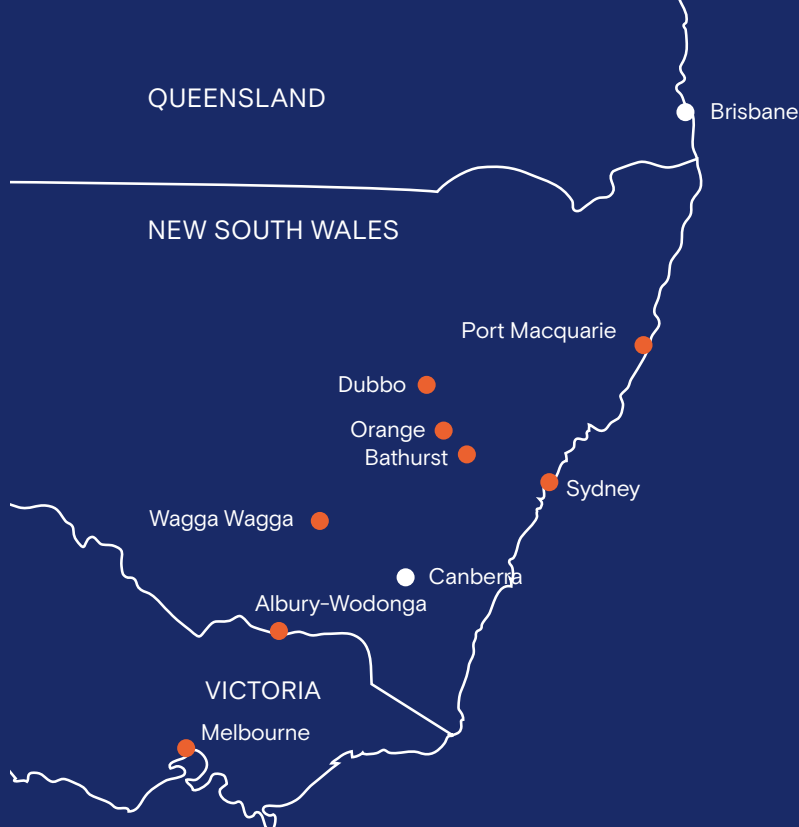 QUEENSLAND
Brisbane
NEW SOUTH WALES
Port Macquarie
Dubbo
Orange
Bathurst
Sydney
Wagga Wagga
Canberra
Albury-Wodonga
VICTORIA
Melbourne